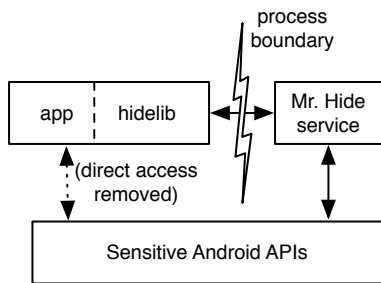 process
boundary
app
hidelib
Mr. Hide
service
(direct access
removed)
Sensitive Android APIs